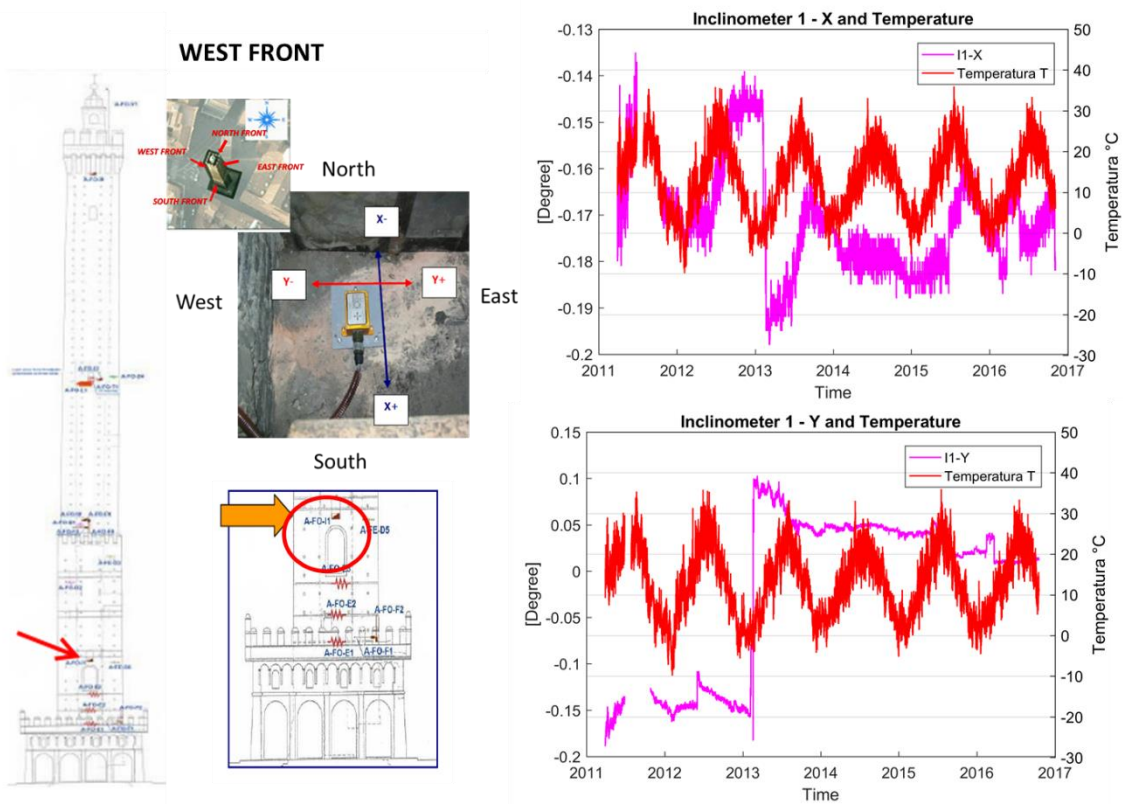 WEST FRONT
NORTH FRONT
WEST FRONT
EAST FRONT
SOUTH FRONT
North
X-
West
Y-
Y+
East
X+
South
A-FO-I1
A-FO-E2
A-FO-F2
A-FO-E1
A-FO-F1
Inclinometer 1 - X and Temperature
I1-X
Temperatura T
-0.13
-0.14
-0.15
-0.16
-0.17
-0.18
-0.19
-0.2
[Degree]
50
40
30
20
10
0
-10
-20
-30
Temperatura °C
2011 2012 2013 2014 2015 2016 2017
Time
Inclinometer 1 - Y and Temperature
I1-Y
Temperatura T
0.15
0.1
0.05
0
-0.05
-0.1
-0.15
-0.2
[Degree]
50
40
30
20
10
0
-10
-20
-30
Temperatura °C
2011 2012 2013 2014 2015 2016 2017
Time